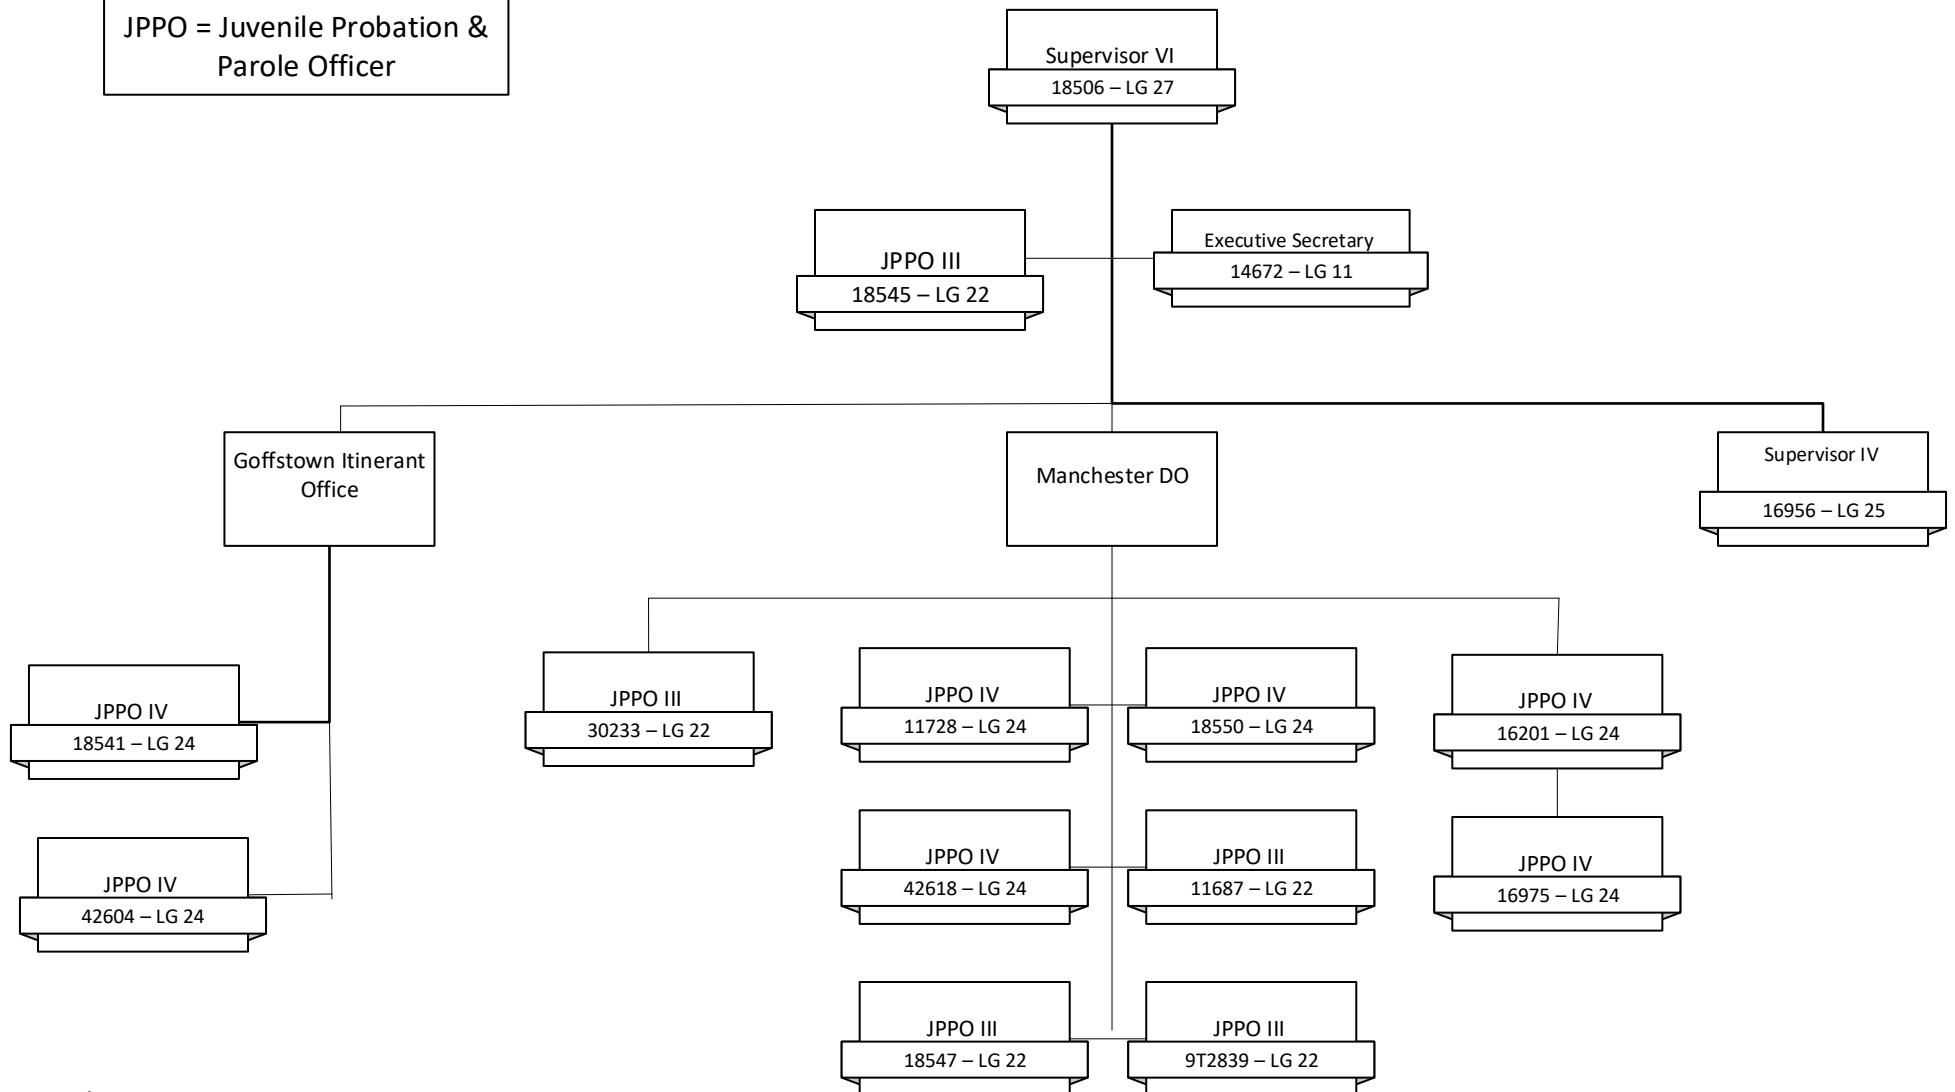 JPPO = Juvenile Probation &
Parole Officer
Supervisor VI
18506 – LG 27
JPPO III
18545 – LG 22
Executive Secretary
14672 – LG 11
Goffstown Itinerant
Office
Manchester DO
Supervisor IV
16956 – LG 25
JPPO IV
18541 – LG 24
JPPO III
30233 – LG 22
JPPO IV
11728 – LG 24
JPPO IV
18550 – LG 24
JPPO IV
16201 – LG 24
JPPO IV
42604 – LG 24
JPPO IV
42618 – LG 24
JPPO III
11687 – LG 22
JPPO IV
16975 – LG 24
JPPO III
18547 – LG 22
JPPO III
9T2839 – LG 22